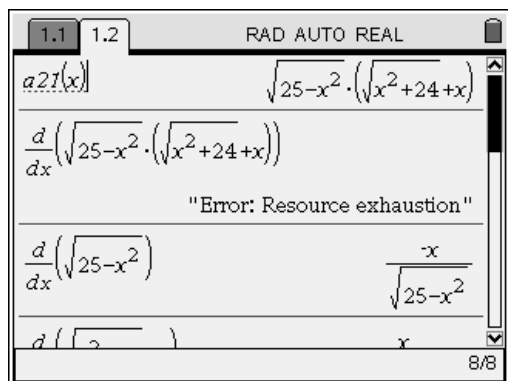 1.1 1.2 RAD AUTO REAL
a21(x) √(25-x²)·(√(x²+24)+x)
d/dx(√(25-x²)·(√(x²+24)+x))
"Error: Resource exhaustion"
d/dx(√(25-x²)) -x/√(25-x²)
d ( √ 2 ) x
8/8